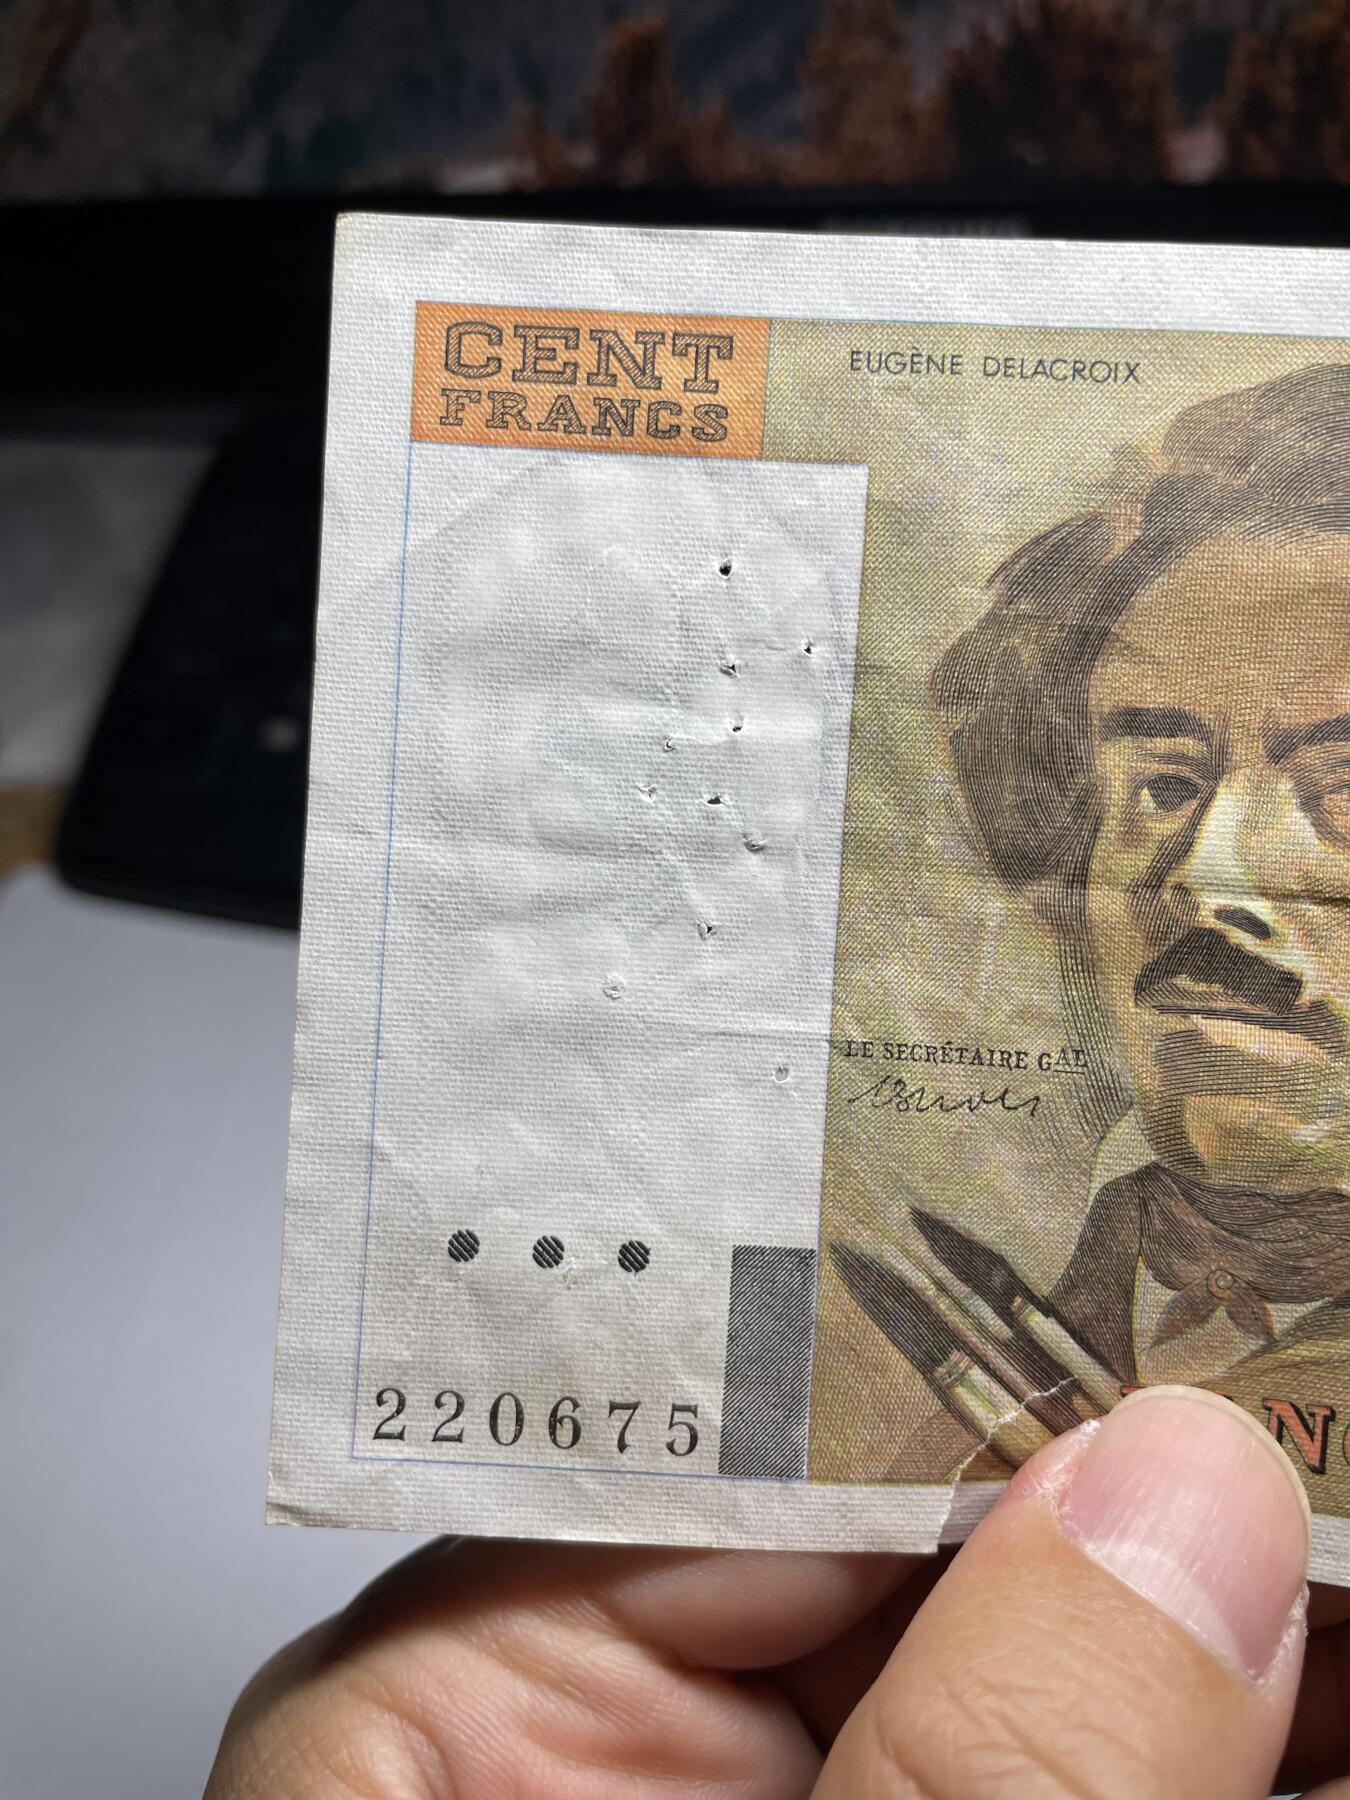 CENT
FRANCS
EUGÈNE DELACROIX
LE SECRÉTAIRE GAL
220675